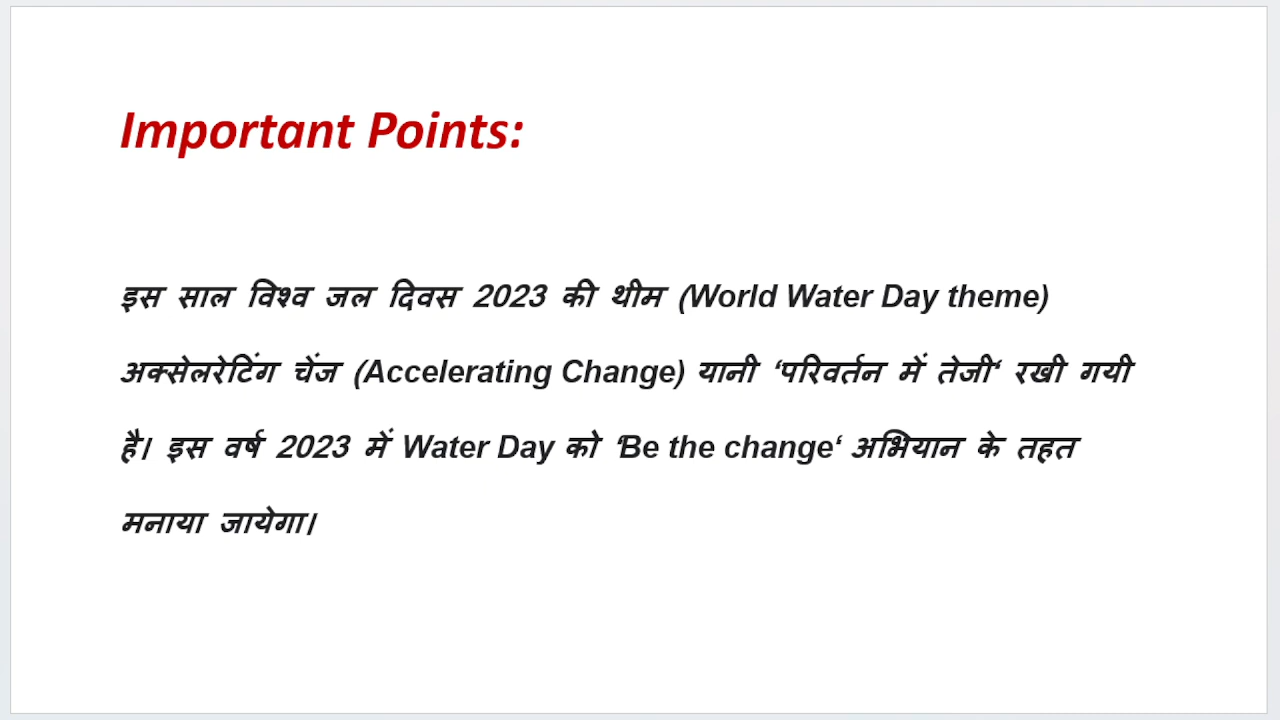 Important Points:
इस साल विश्व जल दिवस 2023 की थीम (World Water Day theme)
अक्सेलरेटिंग चेंज (Accelerating Change) यानी ‘परिवर्तन में तेजी‘ रखी गयी
है। इस वर्ष 2023 में Water Day को ‘Be the change‘ अभियान के तहत
मनाया जायेगा।